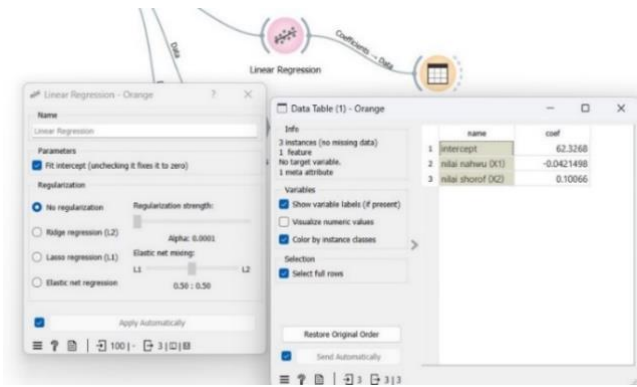 Data
Linear Regression
Coefficients → Data
Linear Regression - Orange
Name
Linear Regression
Parameters
Fit intercept (unchecking it fixes it to zero)
Regularization
No regularization
Ridge regression (L2)
Lasso regression (L1)
Elastic net regression
Regularization strength:
Alpha: 0.0001
Elastic net mixing:
L1 L2
0.50 : 0.50
Apply Automatically
100 | - 3
Data Table (1) - Orange
Info
3 instances (no missing data)
1 feature
No target variable.
1 meta attribute
Variables
Show variable labels (if present)
Visualize numeric values
Color by instance classes
Selection
Select full rows
Restore Original Order
Send Automatically
3 3|3
name coef
1 intercept 62.3268
2 nilai nahwu (X1) -0.0421498
3 nilai shorof (X2) 0.10066